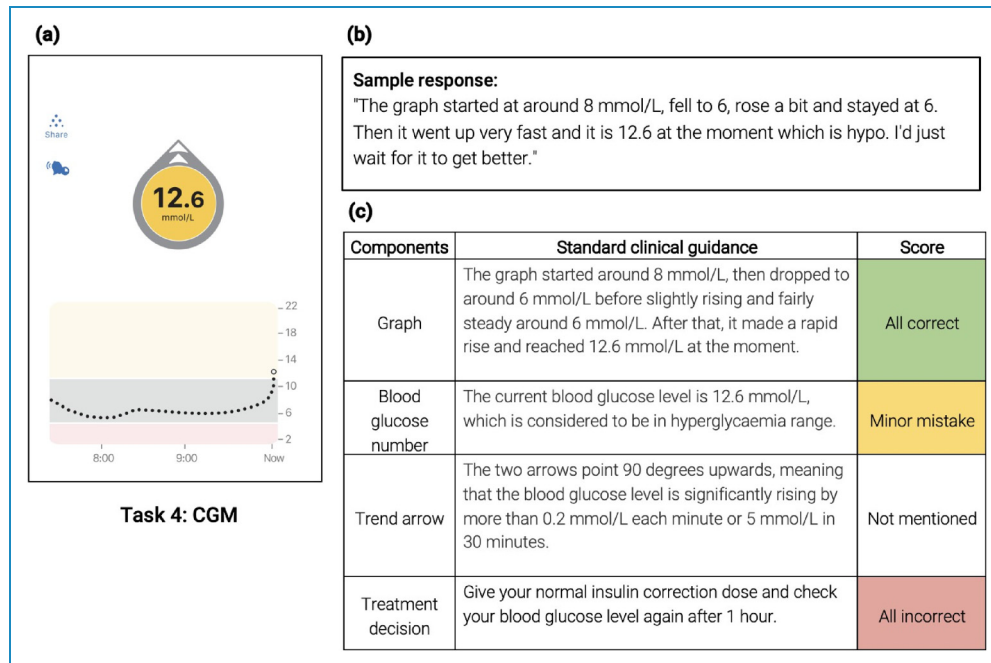 (a)
Share
12.6
mmol/L
22
18
14
10
6
2
8:00
9:00
Now
Task 4: CGM
(b)
Sample response:
"The graph started at around 8 mmol/L, fell to 6, rose a bit and stayed at 6.
Then it went up very fast and it is 12.6 at the moment which is hypo. I'd just
wait for it to get better."
(c)
Components
Standard clinical guidance
Score
Graph
The graph started around 8 mmol/L, then dropped to
around 6 mmol/L before slightly rising and fairly
steady around 6 mmol/L. After that, it made a rapid
rise and reached 12.6 mmol/L at the moment.
All correct
Blood
glucose
number
The current blood glucose level is 12.6 mmol/L,
which is considered to be in hyperglycaemia range.
Minor mistake
Trend arrow
The two arrows point 90 degrees upwards, meaning
that the blood glucose level is significantly rising by
more than 0.2 mmol/L each minute or 5 mmol/L in
30 minutes.
Not mentioned
Treatment
decision
Give your normal insulin correction dose and check
your blood glucose level again after 1 hour.
All incorrect